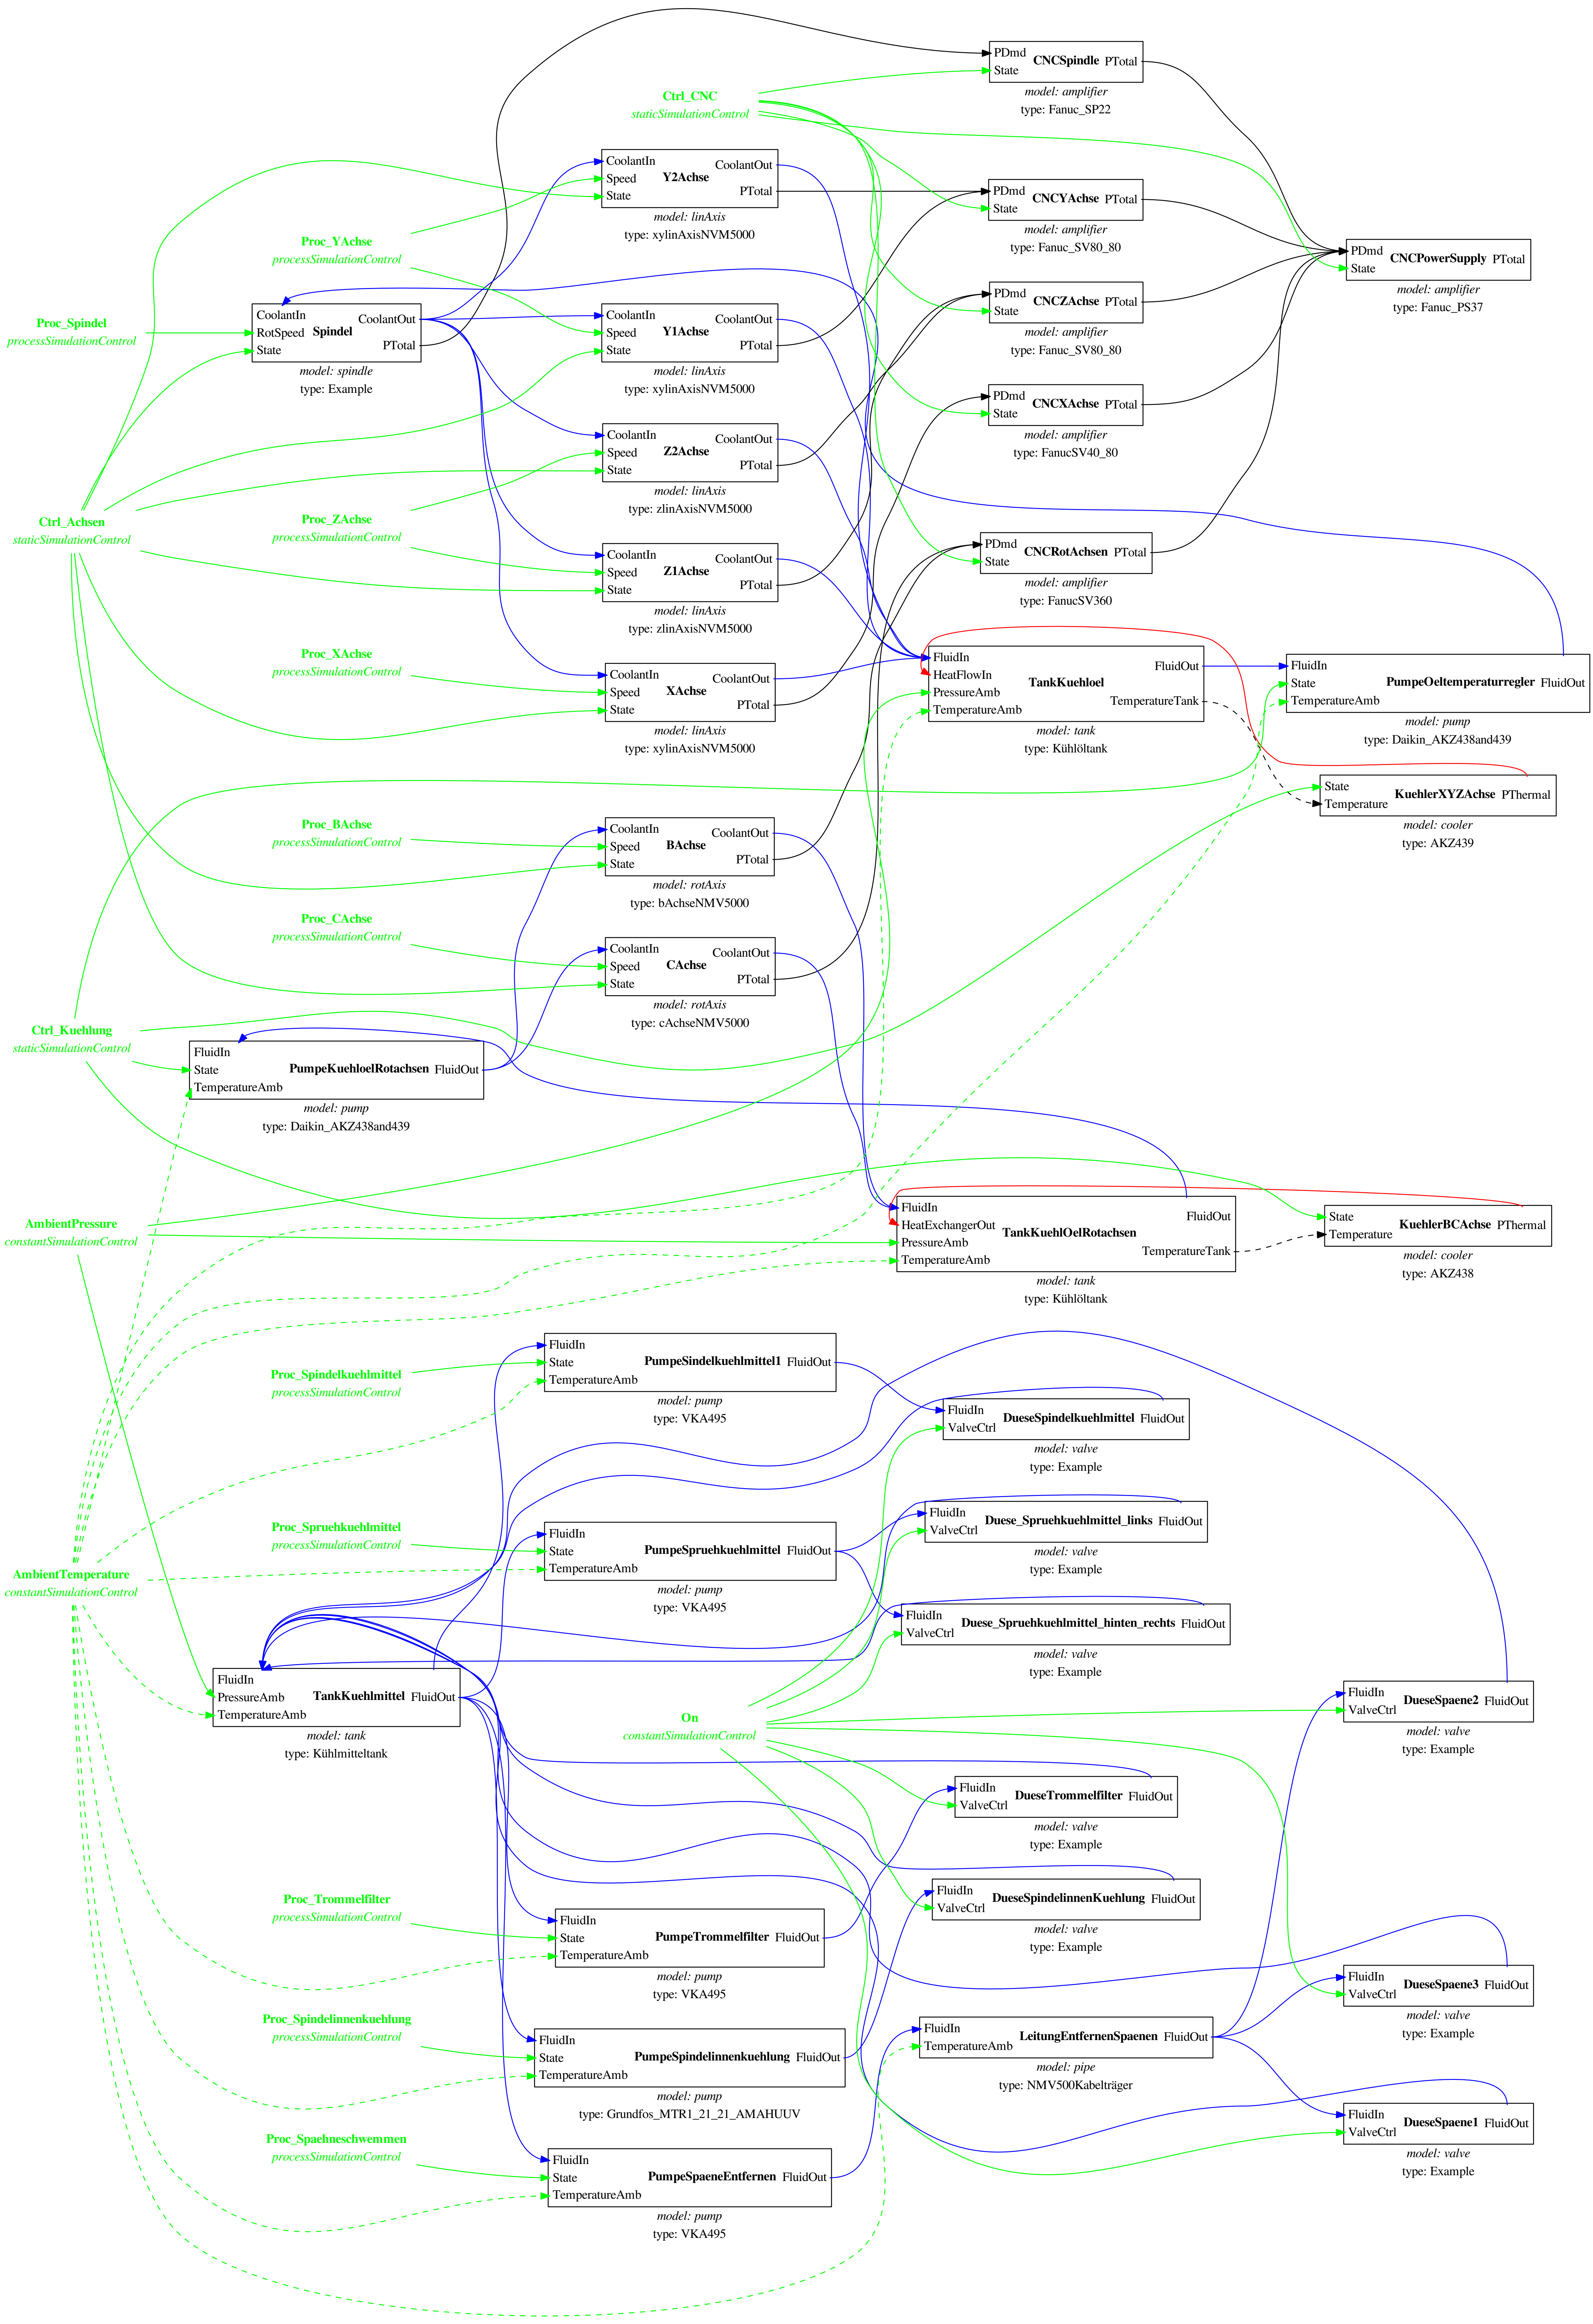 PDmd
CNCSpindle
PTotal
State
model: amplifier
type: Fanuc_SP22
Ctrl_CNC
staticSimulationControl
CoolantIn
Speed
State
Y2Achse
CoolantOut
PTotal
model: linAxis
type: xylinAxisNVM5000
PDmd
State
CNCYAchse
PTotal
model: amplifier
type: Fanuc_SV80_80
Proc_YAchse
processSimulationControl
PDmd
State
CNCPowerSupply
PTotal
model: amplifier
type: Fanuc_PS37
Proc_Spindel
processSimulationControl
CoolantIn
RotSpeed
State
Spindel
CoolantOut
PTotal
model: spindle
type: Example
CoolantIn
Speed
State
Y1Achse
CoolantOut
PTotal
model: linAxis
type: xylinAxisNVM5000
PDmd
State
CNCZAchse
PTotal
model: amplifier
type: Fanuc_SV80_80
PDmd
State
CNCXAchse
PTotal
model: amplifier
type: FanucSV40_80
CoolantIn
Speed
State
Z2Achse
CoolantOut
PTotal
model: linAxis
type: zlinAxisNVM5000
Ctrl_Achsen
staticSimulationControl
Proc_ZAchse
processSimulationControl
CoolantIn
Speed
State
Z1Achse
CoolantOut
PTotal
model: linAxis
type: zlinAxisNVM5000
PDmd
State
CNCRotAchsen
PTotal
model: amplifier
type: FanucSV360
Proc_XAchse
processSimulationControl
CoolantIn
Speed
State
XAchse
CoolantOut
PTotal
model: linAxis
type: xylinAxisNVM5000
FluidIn
HeatFlowIn
PressureAmb
TemperatureAmb
TankKuehloel
FluidOut
TemperatureTank
model: tank
type: Kühlöltank
FluidIn
State
TemperatureAmb
PumpeOeltemperaturregler
FluidOut
model: pump
type: Daikin_AKZ438and439
State
Temperature
KuehlerXYZAchse
PThermal
model: cooler
type: AKZ439
Proc_BAchse
processSimulationControl
CoolantIn
Speed
State
BAchse
CoolantOut
PTotal
model: rotAxis
type: bAchseNMV5000
Proc_CAchse
processSimulationControl
CoolantIn
Speed
State
CAchse
CoolantOut
PTotal
model: rotAxis
type: cAchseNMV5000
Ctrl_Kuehlung
staticSimulationControl
FluidIn
State
TemperatureAmb
PumpeKuehloelRotachsen
FluidOut
model: pump
type: Daikin_AKZ438and439
AmbientPressure
constantSimulationControl
FluidIn
HeatExchangerOut
PressureAmb
TemperatureAmb
TankKuehlOelRotachsen
FluidOut
TemperatureTank
model: tank
type: Kühlöltank
State
Temperature
KuehlerBCAchse
PThermal
model: cooler
type: AKZ438
Proc_Spindelkuehlmittel
processSimulationControl
FluidIn
State
TemperatureAmb
PumpeSindelkuehlmittel1
FluidOut
model: pump
type: VKA495
FluidIn
ValveCtrl
DueseSpindelkuehlmittel
FluidOut
model: valve
type: Example
Proc_Spruehkuehlmittel
processSimulationControl
FluidIn
State
TemperatureAmb
PumpeSpruehkuehlmittel
FluidOut
model: pump
type: VKA495
FluidIn
ValveCtrl
Duese_Spruehkuehlmittel_links
FluidOut
model: valve
type: Example
AmbientTemperature
constantSimulationControl
FluidIn
ValveCtrl
Duese_Spruehkuehlmittel_hinten_rechts
FluidOut
model: valve
type: Example
FluidIn
PressureAmb
TemperatureAmb
TankKuehlmittel
FluidOut
model: tank
type: Kühlmitteltank
On
constantSimulationControl
FluidIn
ValveCtrl
DueseSpaene2
FluidOut
model: valve
type: Example
FluidIn
ValveCtrl
DueseTrommelfilter
FluidOut
model: valve
type: Example
Proc_Trommelfilter
processSimulationControl
FluidIn
State
TemperatureAmb
PumpeTrommelfilter
FluidOut
model: pump
type: VKA495
FluidIn
ValveCtrl
DueseSpindelinnenKuehlung
FluidOut
model: valve
type: Example
FluidIn
ValveCtrl
DueseSpaene3
FluidOut
model: valve
type: Example
Proc_Spindelinnenkuehlung
processSimulationControl
FluidIn
State
TemperatureAmb
PumpeSpindelinnenkuehlung
FluidOut
model: pump
type: Grundfos_MTR1_21_21_AMAHUUV
FluidIn
TemperatureAmb
LeitungEntfernenSpaenen
FluidOut
model: pipe
type: NMV500Kabelträger
FluidIn
ValveCtrl
DueseSpaene1
FluidOut
model: valve
type: Example
Proc_Spaehneschwemmen
processSimulationControl
FluidIn
State
TemperatureAmb
PumpeSpaeneEntfernen
FluidOut
model: pump
type: VKA495